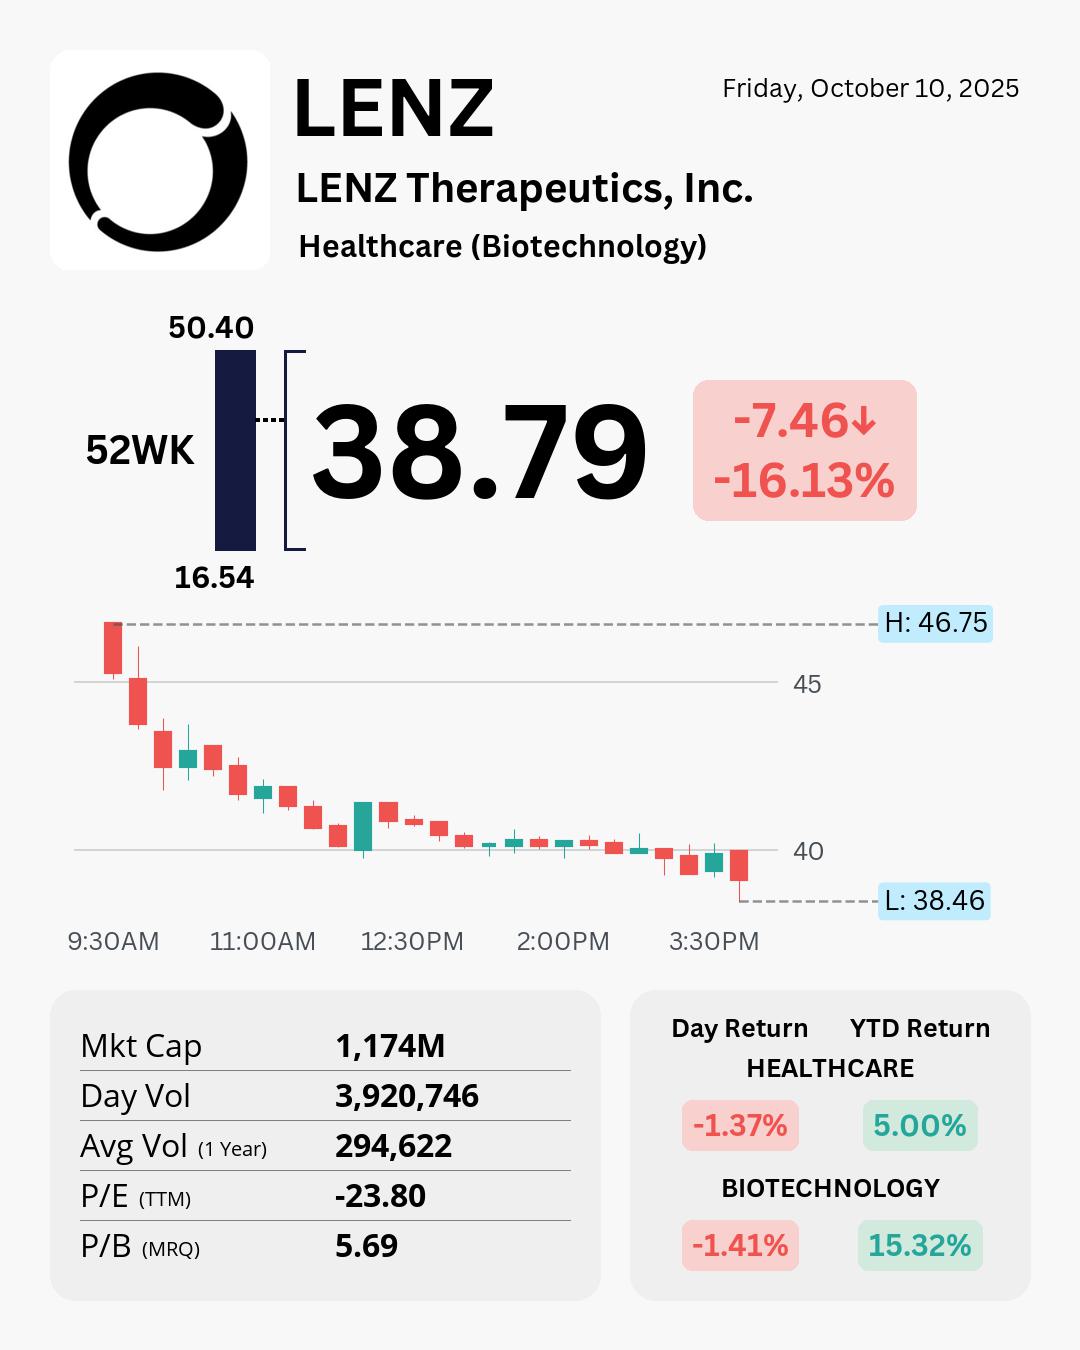 LENZ
Friday, October 10, 2025
LENZ Therapeutics, Inc.
Healthcare (Biotechnology)
50.40
52WK
38.79
-7.46↓
-16.13%
16.54
H: 46.75
45
40
L: 38.46
9:30AM 11:00AM 12:30PM 2:00PM 3:30PM
Mkt Cap 1,174M
Day Vol 3,920,746
Avg Vol (1 Year) 294,622
P/E (TTM) -23.80
P/B (MRQ) 5.69
Day Return YTD Return
HEALTHCARE
-1.37% 5.00%
BIOTECHNOLOGY
-1.41% 15.32%